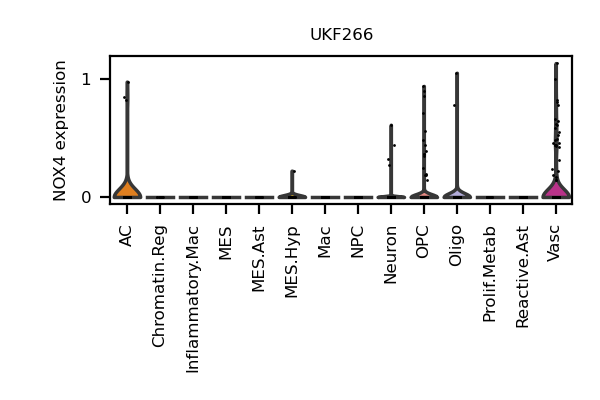 UKF266
NOX4 expression
1
0
AC
Chromatin.Reg
Inflammatory.Mac
MES
MES.Ast
MES.Hyp
Mac
NPC
Neuron
OPC
Oligo
Prolif.Metab
Reactive.Ast
Vasc